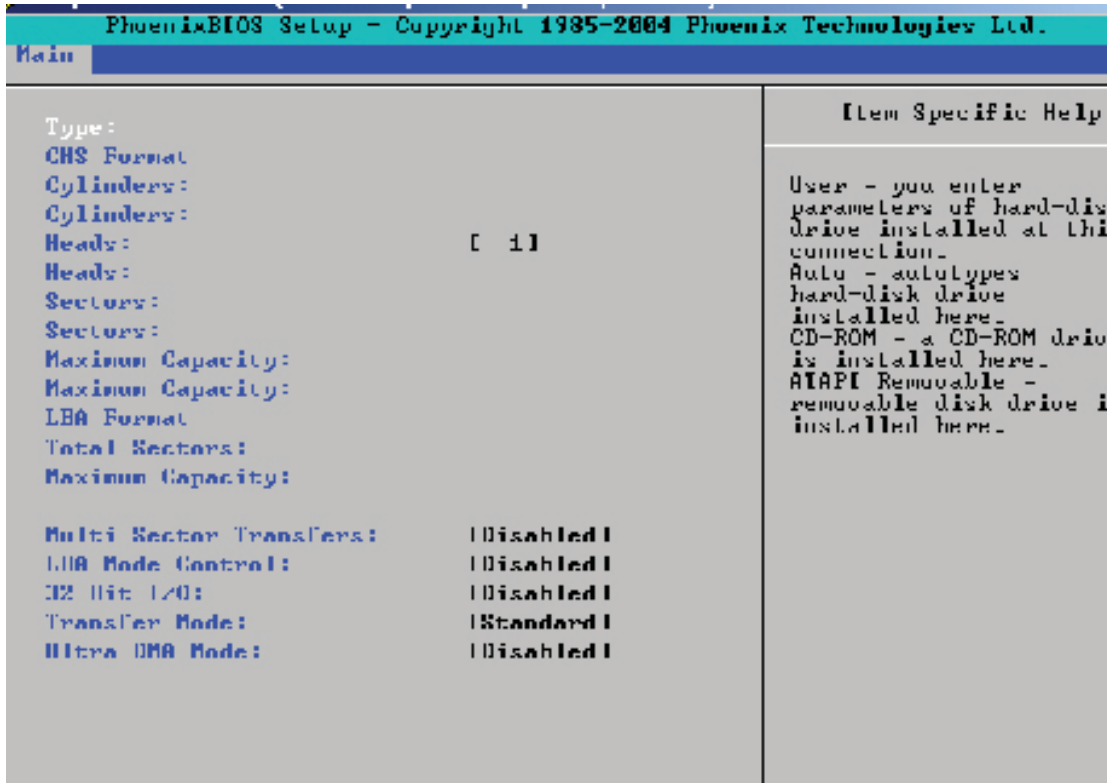 PhoenixBIOS Setup - Copyright 1985-2004 Phoenix Technologies Ltd.
Main
Type:
CHS Format
Cylinders:
Cylinders:
Heads: [ 1]
Heads:
Sectors:
Sectors:
Maximum Capacity:
Maximum Capacity:
LBA Format
Total Sectors:
Maximum Capacity:
Multi-Sector Transfers: [Disabled]
LBA Mode Control: [Disabled]
32 Bit I/O: [Disabled]
Transfer Mode: [Standard]
Ultra DMA Mode: [Disabled]
Item Specific Help
User - you enter
parameters of hard-dis
drive installed at thi
connection.
Auto - autotypes
hard-disk drive
installed here.
CD-ROM - a CD-ROM driv
is installed here.
ATAPI Removable -
removable disk drive i
installed here.